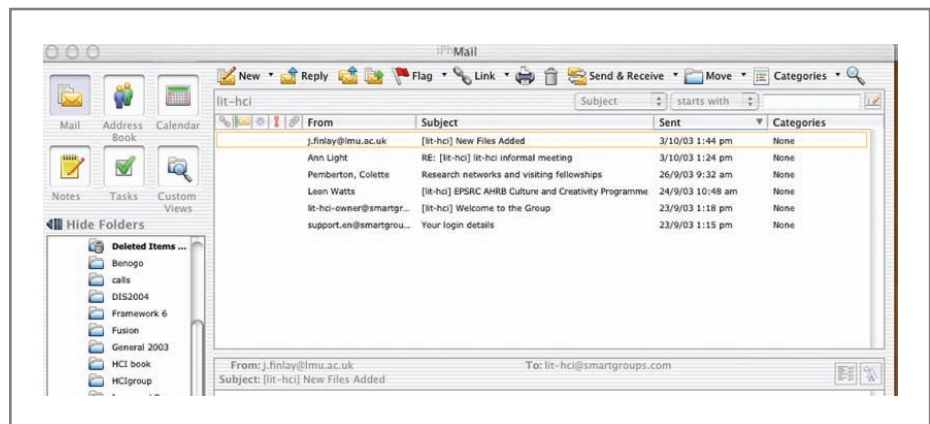 Mail
New Reply Flag Link Send & Receive Move Categories
lit-hci Subject starts with
Mail Address Book Calendar
From Subject Sent Categories
j.finlay@lmu.ac.uk [lit-hci] New Files Added 3/10/03 1:44 pm None
Ann Light RE: [lit-hci] lit-hci informal meeting 3/10/03 1:24 pm None
Pemberton, Colette Research networks and visiting fellowships 26/9/03 9:32 am None
Leon Watts [lit-hci] EPSRC AHRB Culture and Creativity Programme 24/9/03 10:48 am None
lit-hci-owner@smartgr... [lit-hci] Welcome to the Group 23/9/03 1:18 pm None
support.en@smartgrou... Your login details 23/9/03 1:15 pm None
Notes Tasks Custom Views
Hide Folders
Deleted Items ...
Benogo
calls
DIS2004
Framework 6
Fusion
General 2003
HCI book
HCIgroup
From: j.finlay@lmu.ac.uk To: lit-hci@smartgroups.com
Subject: [lit-hci] New Files Added